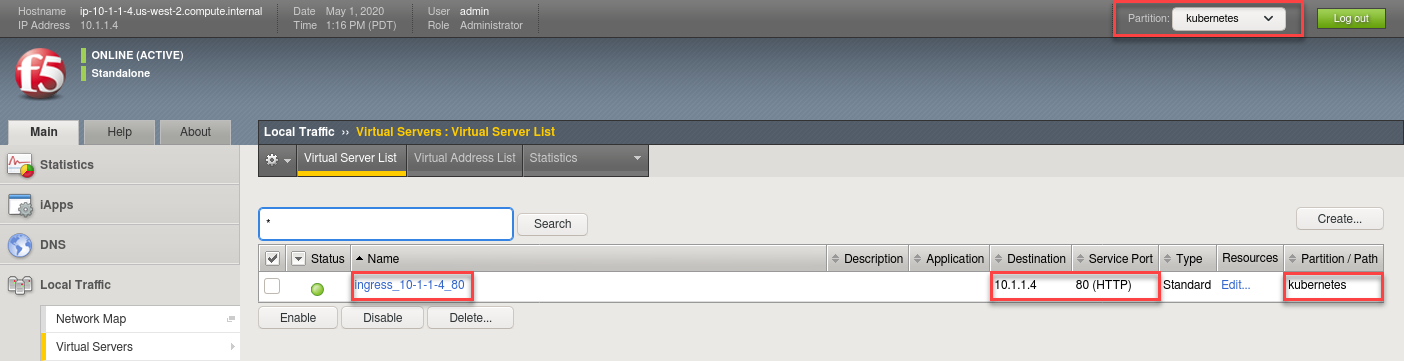 Hostname ip-10-1-1-4.us-west-2.compute.internal Date May 1, 2020 User admin Partition: kubernetes Log out
IP Address 10.1.1.4 Time 1:16 PM (PDT) Role Administrator
f5
ONLINE (ACTIVE)
Standalone
Main Help About
Local Traffic ›› Virtual Servers : Virtual Server List
Virtual Server List Virtual Address List Statistics
Statistics
iApps
DNS
Local Traffic
Network Map
Virtual Servers
* Search Create...
Status Name Description Application Destination Service Port Type Resources Partition / Path
ingress_10-1-1-4_80 10.1.1.4 80 (HTTP) Standard Edit... kubernetes
Enable Disable Delete...